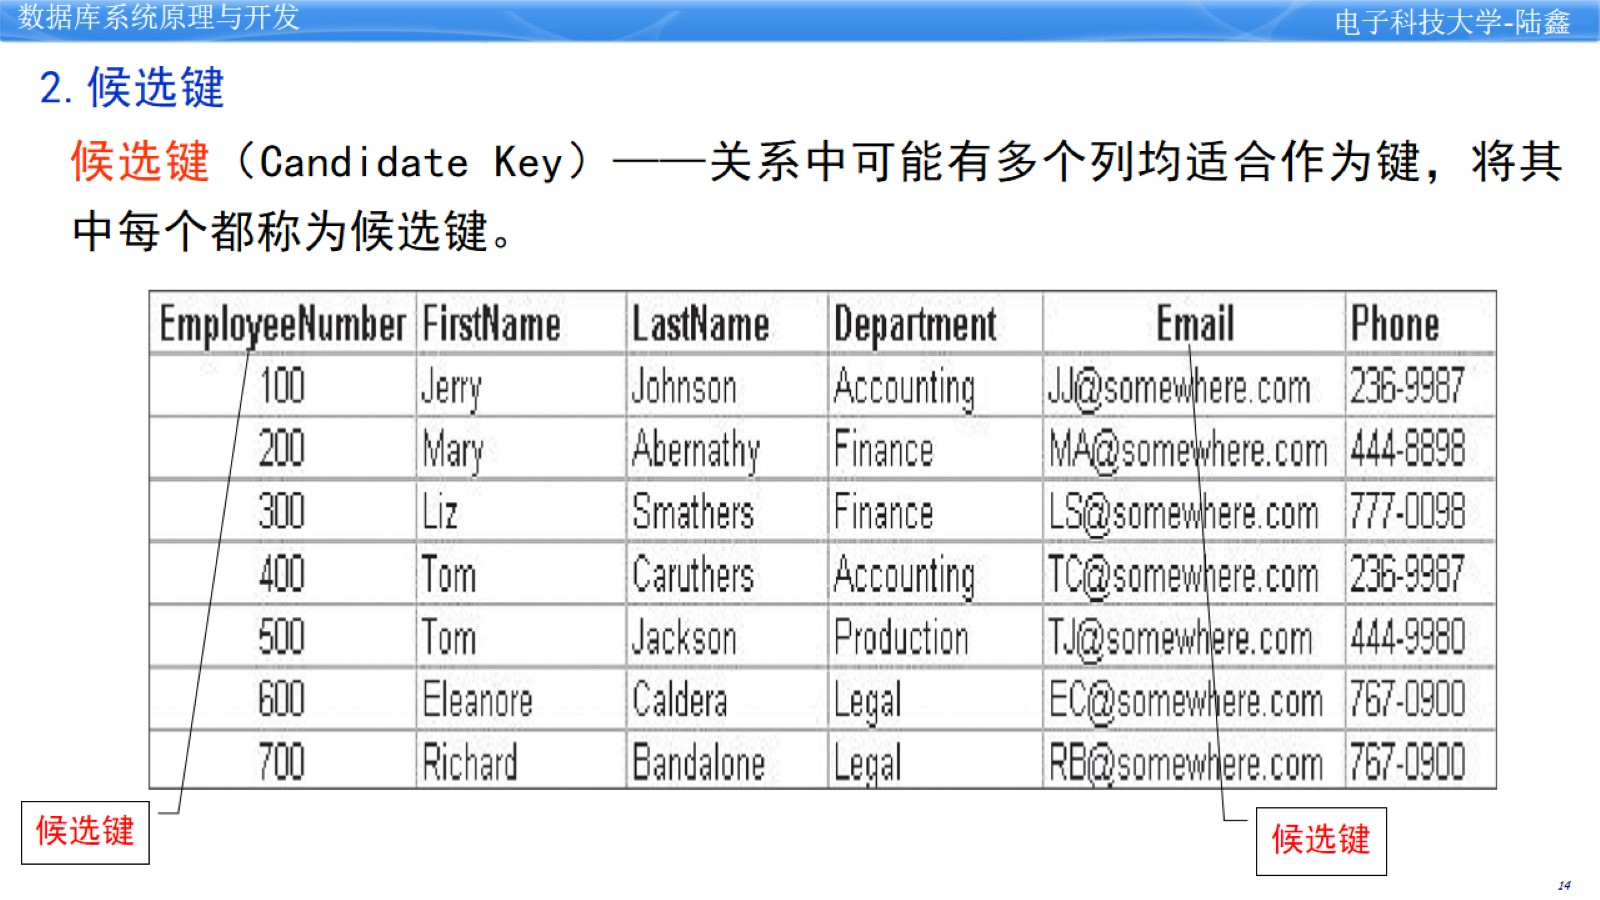 数据库系统原理与开发
电子科技大学-陆鑫
2.候选键
候选键（Candidate Key）——关系中可能有多个列均适合作为键，将其
中每个都称为候选键。
EmployeeNumber FirstName LastName Department Email Phone
100 Jerry Johnson Accounting JJ@somewhere.com 236-9987
200 Mary Abernathy Finance MA@somewhere.com 444-8898
300 Liz Smathers Finance LS@somewhere.com 777-0098
400 Tom Caruthers Accounting TC@somewhere.com 236-9987
500 Tom Jackson Production TJ@somewhere.com 444-9980
600 Eleanore Caldera Legal EC@somewhere.com 767-0900
700 Richard Bandalone Legal RB@somewhere.com 767-0900
候选键
候选键
14